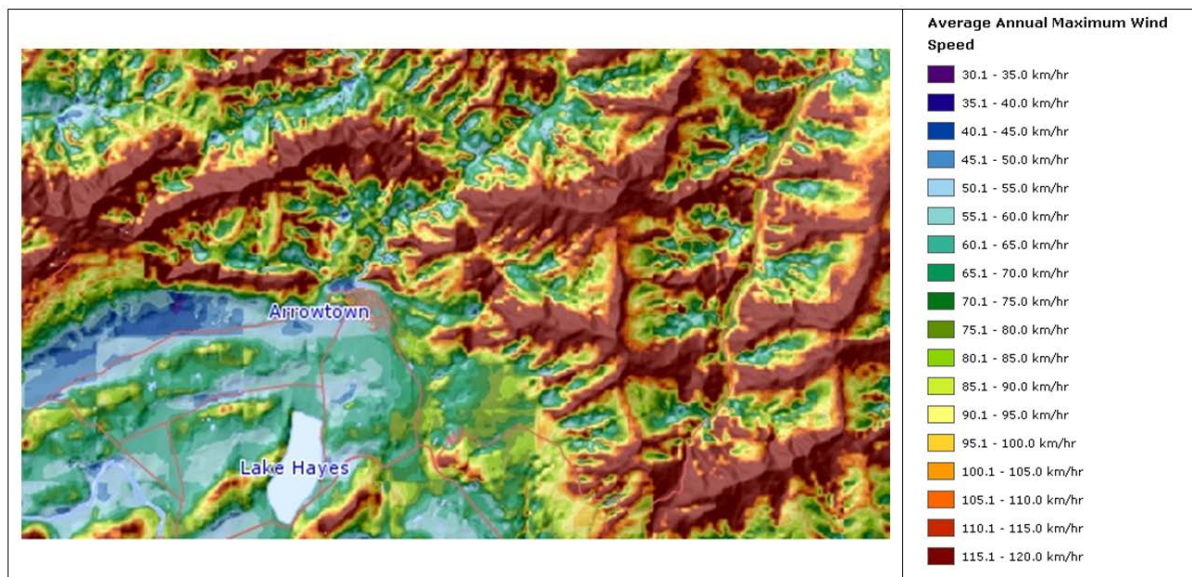 Average Annual Maximum Wind
Speed
30.1 - 35.0 km/hr
35.1 - 40.0 km/hr
40.1 - 45.0 km/hr
45.1 - 50.0 km/hr
50.1 - 55.0 km/hr
55.1 - 60.0 km/hr
60.1 - 65.0 km/hr
65.1 - 70.0 km/hr
70.1 - 75.0 km/hr
75.1 - 80.0 km/hr
80.1 - 85.0 km/hr
85.1 - 90.0 km/hr
90.1 - 95.0 km/hr
95.1 - 100.0 km/hr
100.1 - 105.0 km/hr
105.1 - 110.0 km/hr
110.1 - 115.0 km/hr
115.1 - 120.0 km/hr
Arrowtown
Lake Hayes